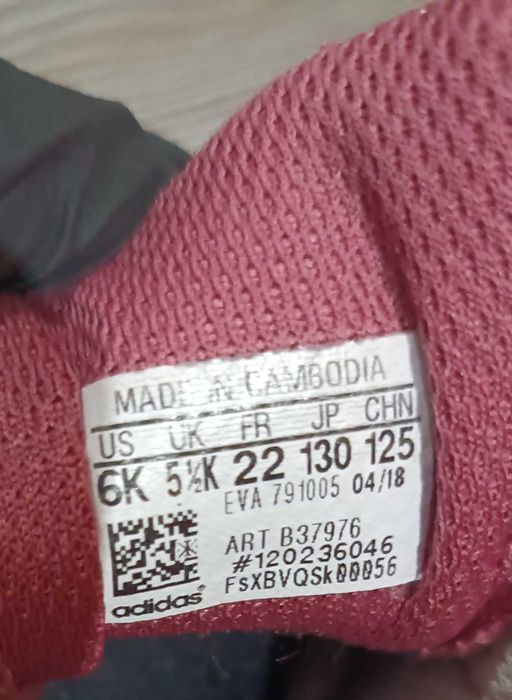 MADE IN CAMBODIA
US UK FR JP CHN
6K 5½K 22 130 125
EVA 791005 04/18
ART B37976
#120236046
FsXBVQSk00056
adidas